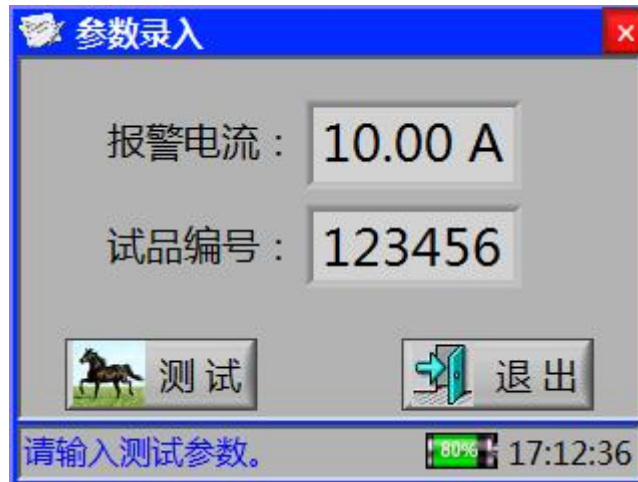 参数录入
报警电流： 10.00 A
试品编号： 123456
测 试 退 出
请输入测试参数。 80% 17:12:36